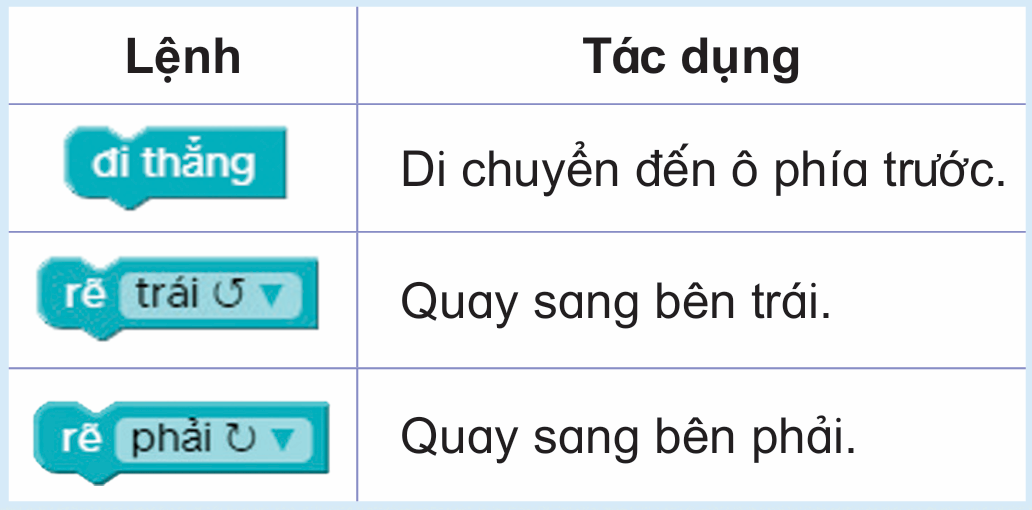 Lệnh Tác dụng
đi thẳng Di chuyển đến ô phía trước.
rẽ trái ↺ ▼ Quay sang bên trái.
rẽ phải ↻ ▼ Quay sang bên phải.